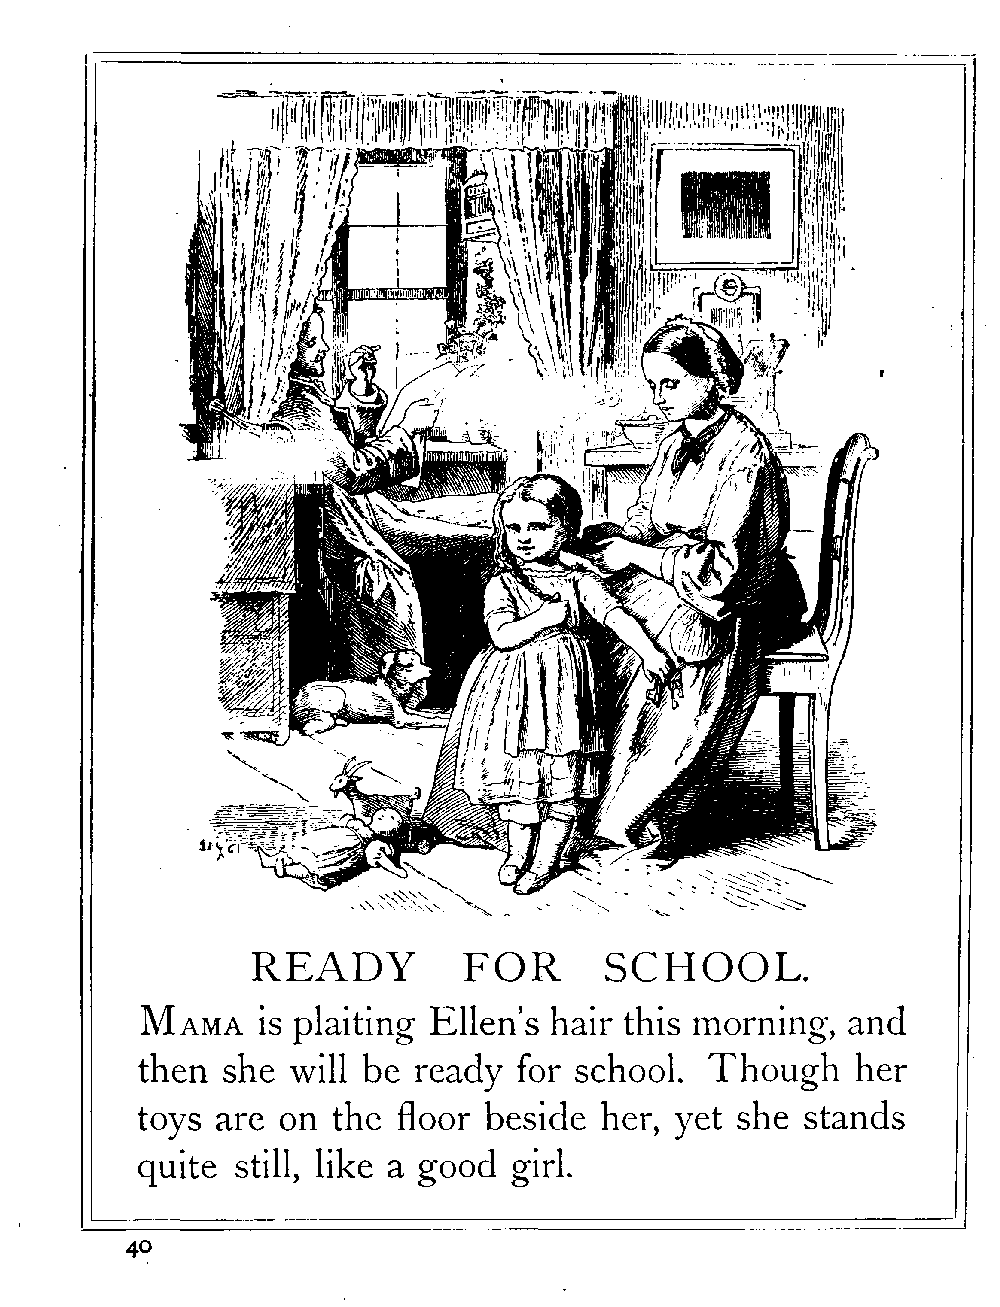 READY FOR SCHOOL.
MAMA is plaiting Ellen's hair this morning, and
then she will be ready for school. Though her
toys are on the floor beside her, yet she stands
quite still, like a good girl.
40